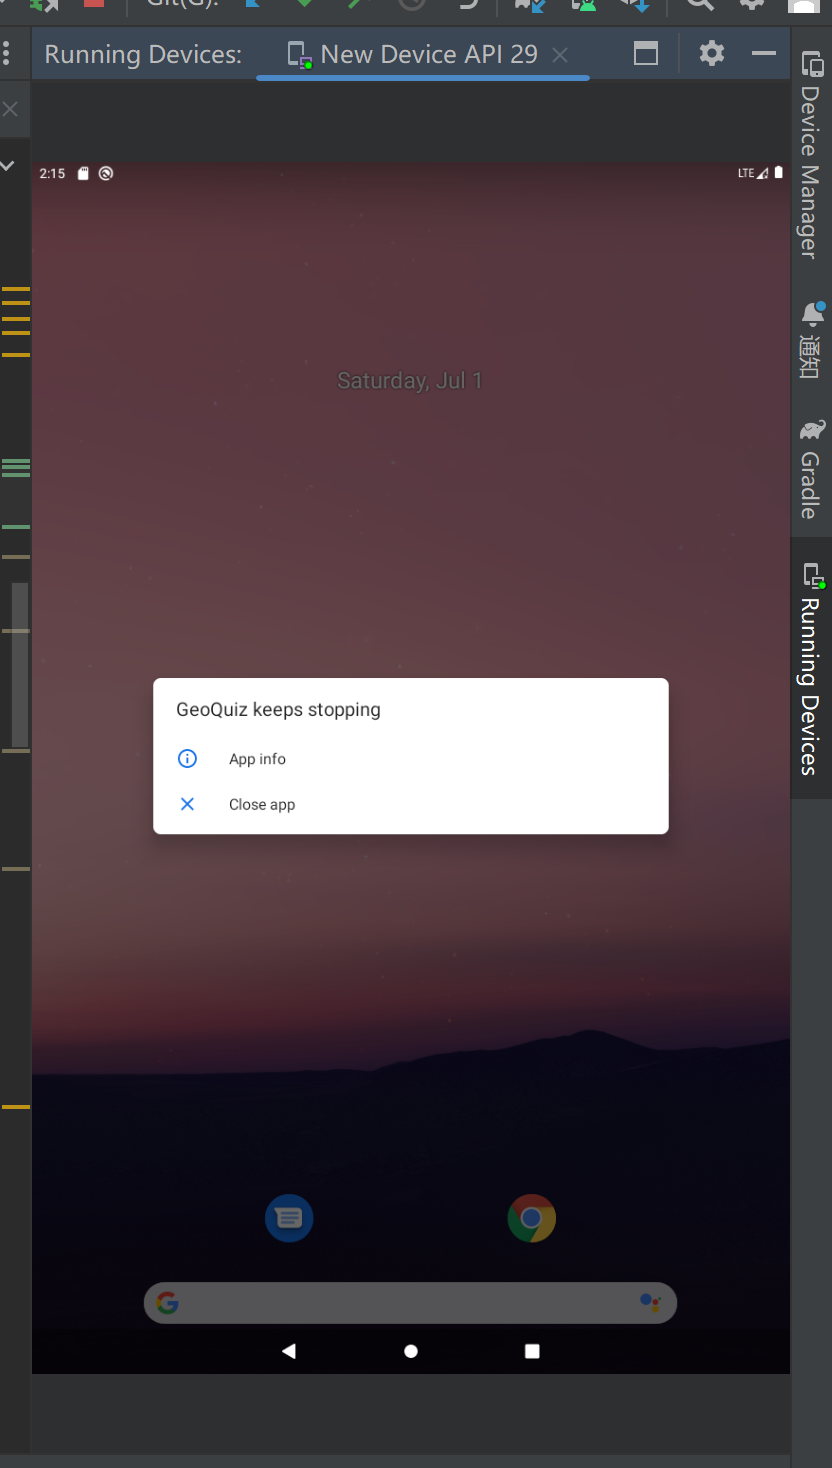 Git(G):
Running Devices:
New Device API 29
2:15
LTE
Saturday, Jul 1
GeoQuiz keeps stopping
App info
Close app
Device Manager
通知
Gradle
Running Devices